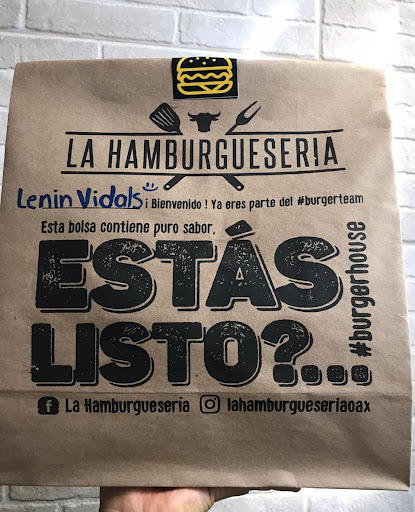 LA HAMBURGUESERIA
Lenin Vidals ¡ Bienvenido ! Ya eres parte del #burgerteam
Esta bolsa contiene puro sabor,
ESTÁS
LISTO?...
#burgerhouse
La Hamburguesería lahamburgueseriaoax